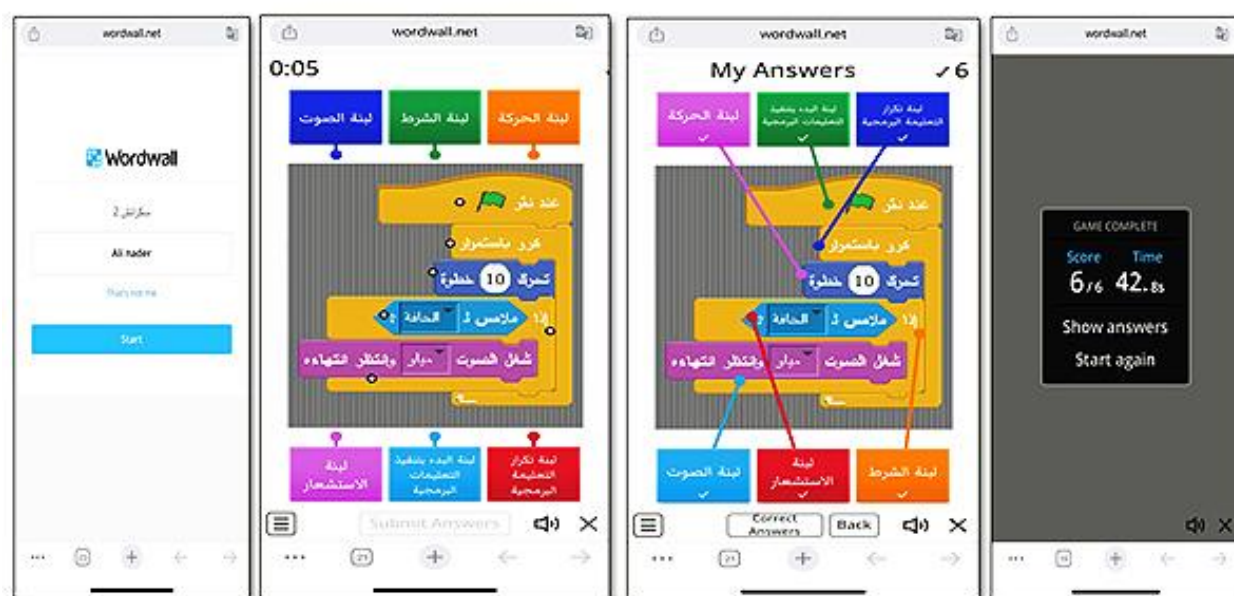 wordwall.net
Wordwall
سكراتش 2
Ali nader
That's not me
Start
wordwall.net
0:05
لبنة الصوت
لبنة الشرط
لبنة الحركة
عند نقر
كرر باستمرار
تحرك 10 خطوة
إذا ملامس لـ الحافة ؟
شغل الصوت وانتظر انتهاءه
لبنة
الاستشعار
لبنة البدء بتنفيذ
التعليمات
البرمجية
لبنة تكرار
التعليمة
البرمجية
Submit Answers
21
wordwall.net
My Answers
✓ 6
لبنة الحركة
لبنة البدء بتنفيذ
التعليمات البرمجية
لبنة تكرار
التعليمة البرمجية
عند نقر
كرر باستمرار
تحرك 10 خطوة
إذا ملامس لـ الحافة ؟
شغل الصوت وانتظر انتهاءه
لبنة الصوت
لبنة
الاستشعار
لبنة الشرط
Correct
Answers
Back
21
wordwall.net
GAME COMPLETE
Score Time
6/6 42.8s
Show answers
Start again